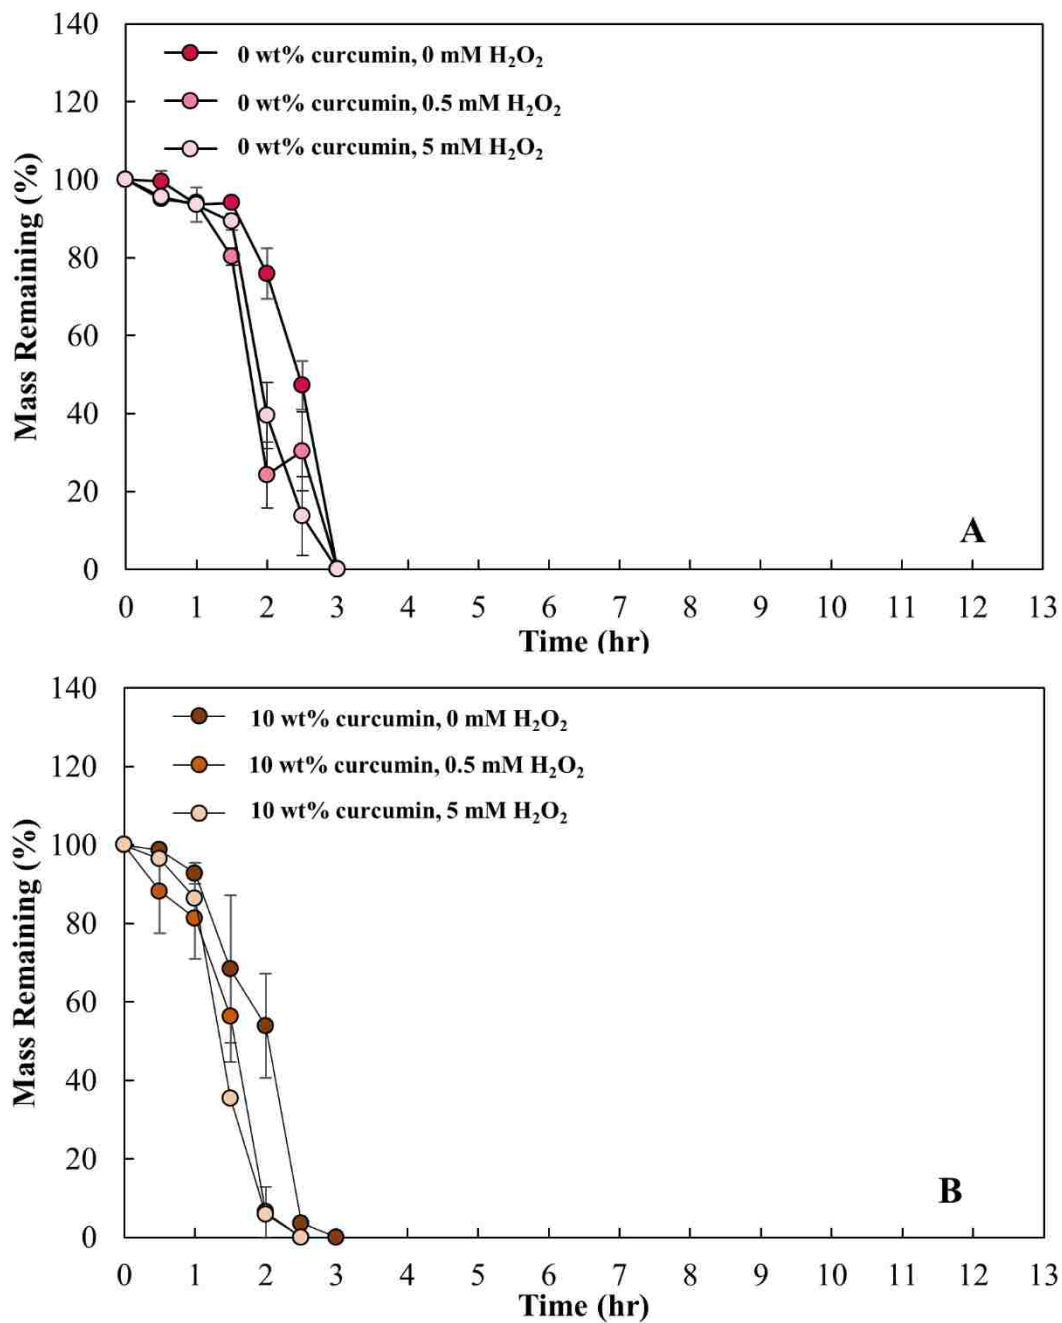 140
120
100
80
60
40
20
0
Mass Remaining (%)
0 wt% curcumin, 0 mM H₂O₂
0 wt% curcumin, 0.5 mM H₂O₂
0 wt% curcumin, 5 mM H₂O₂
A
0 1 2 3 4 5 6 7 8 9 10 11 12 13
Time (hr)
140
120
100
80
60
40
20
0
Mass Remaining (%)
10 wt% curcumin, 0 mM H₂O₂
10 wt% curcumin, 0.5 mM H₂O₂
10 wt% curcumin, 5 mM H₂O₂
B
0 1 2 3 4 5 6 7 8 9 10 11 12 13
Time (hr)